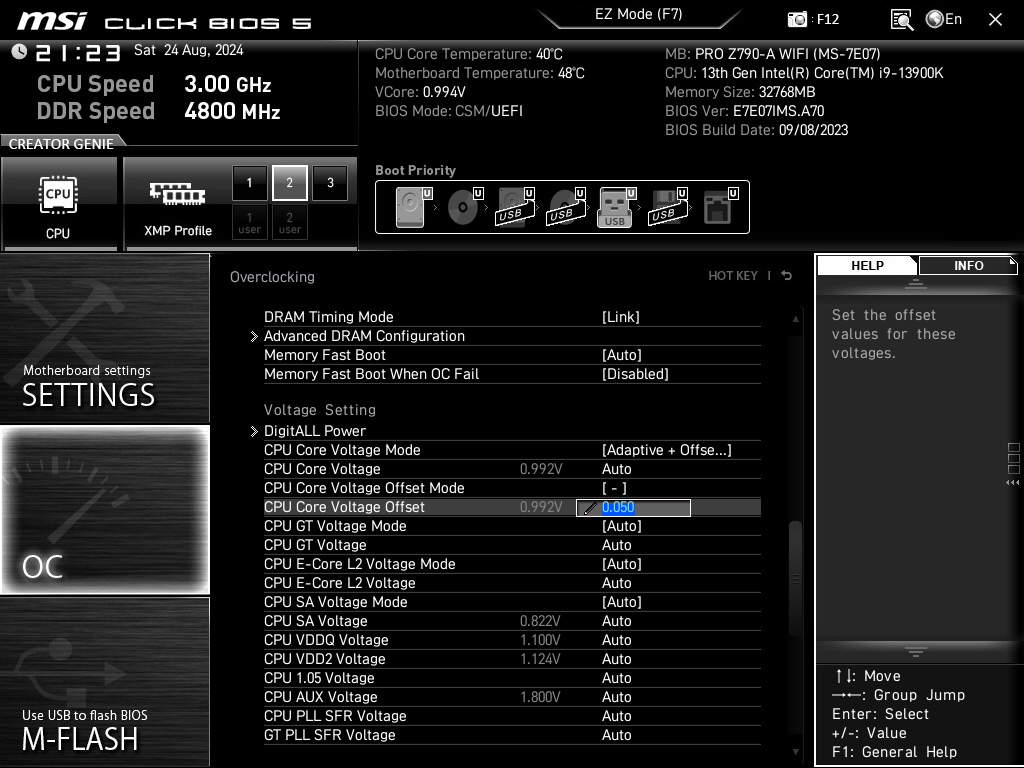 msi CLICK BIOS 5
EZ Mode (F7)
: F12
En
21:23 Sat 24 Aug, 2024
CPU Speed 3.00 GHz
DDR Speed 4800 MHz
CPU Core Temperature: 40°C
Motherboard Temperature: 48°C
VCore: 0.994V
BIOS Mode: CSM/UEFI
MB: PRO Z790-A WIFI (MS-7E07)
CPU: 13th Gen Intel(R) Core(TM) i9-13900K
Memory Size: 32768MB
BIOS Ver: E7E07IMS.A70
BIOS Build Date: 09/08/2023
CREATOR GENIE
CPU
CPU
XMP Profile
1 2 3
1 user
2 user
Boot Priority
U U U USB U USB U USB U USB U
Motherboard settings
SETTINGS
OC
Use USB to flash BIOS
M-FLASH
Overclocking
HOT KEY |
DRAM Timing Mode [Link]
> Advanced DRAM Configuration
Memory Fast Boot [Auto]
Memory Fast Boot When OC Fail [Disabled]
Voltage Setting
> DigitALL Power
CPU Core Voltage Mode [Adaptive + Offse...]
CPU Core Voltage 0.992V Auto
CPU Core Voltage Offset Mode [ - ]
CPU Core Voltage Offset 0.992V 0.050
CPU GT Voltage Mode [Auto]
CPU GT Voltage Auto
CPU E-Core L2 Voltage Mode [Auto]
CPU E-Core L2 Voltage Auto
CPU SA Voltage Mode [Auto]
CPU SA Voltage 0.822V Auto
CPU VDDQ Voltage 1.100V Auto
CPU VDD2 Voltage 1.124V Auto
CPU 1.05 Voltage Auto
CPU AUX Voltage 1.800V Auto
CPU PLL SFR Voltage Auto
GT PLL SFR Voltage Auto
HELP
INFO
Set the offset
values for these
voltages.
↑↓: Move
→←: Group Jump
Enter: Select
+/-: Value
F1: General Help